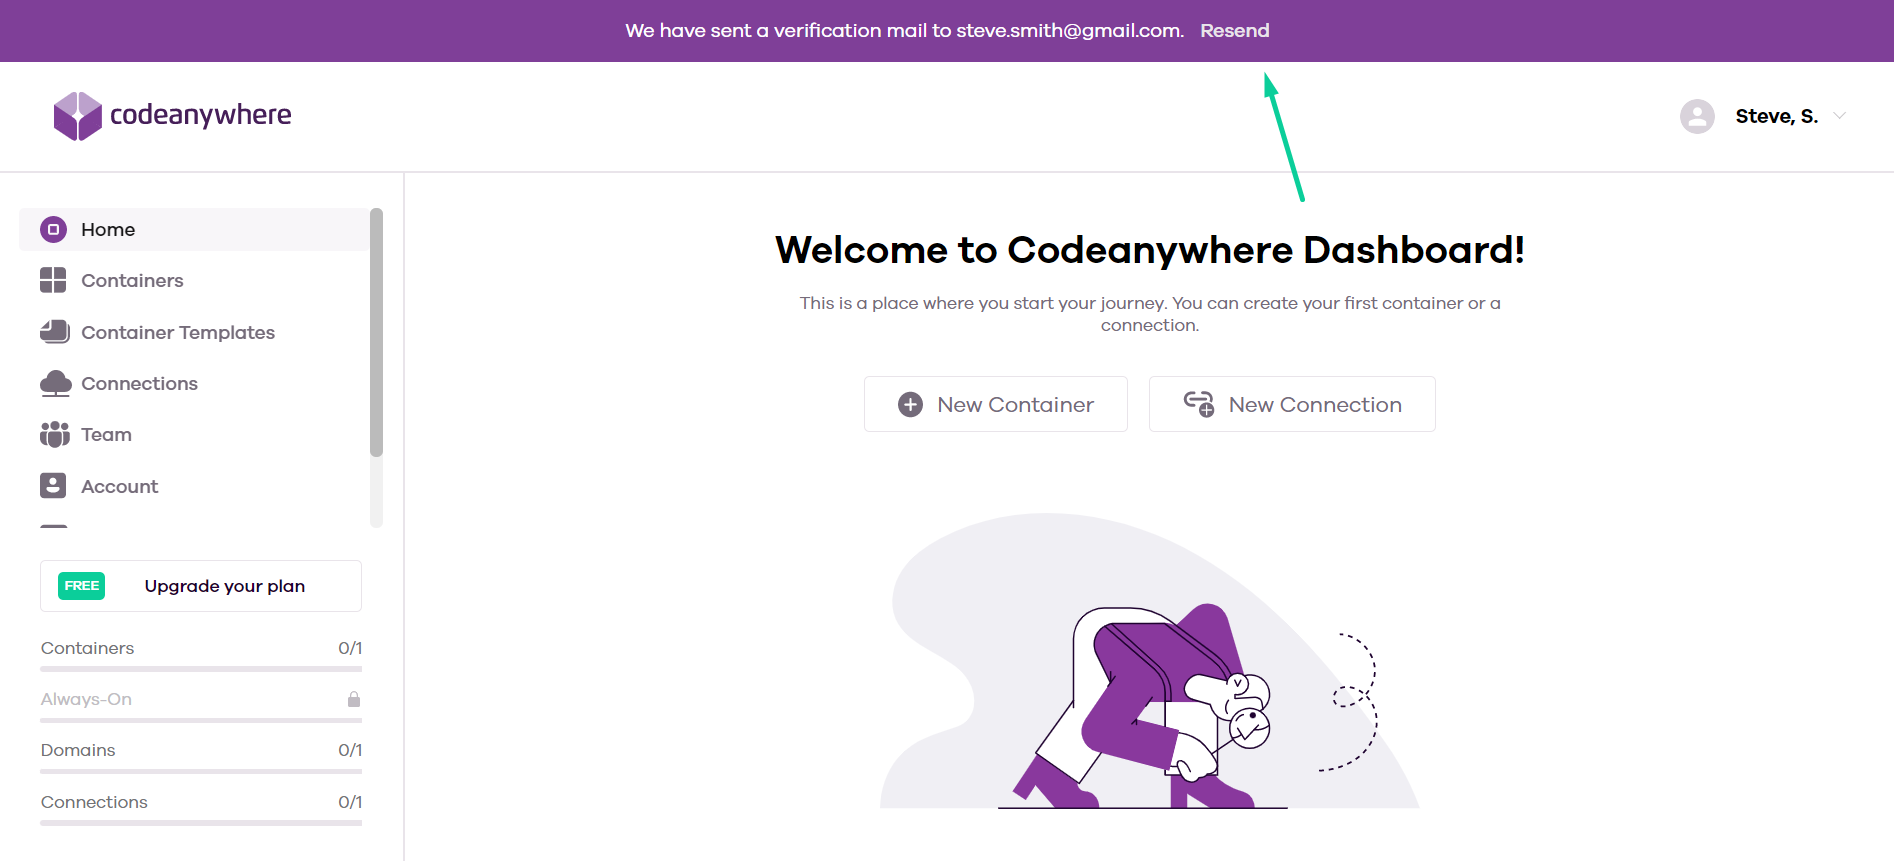 We have sent a verification mail to steve.smith@gmail.com. Resend
codeanywhere
Steve, S.
Home
Containers
Container Templates
Connections
Team
Account
FREE Upgrade your plan
Containers 0/1
Always-On
Domains 0/1
Connections 0/1
Welcome to Codeanywhere Dashboard!
This is a place where you start your journey. You can create your first container or a
connection.
New Container
New Connection